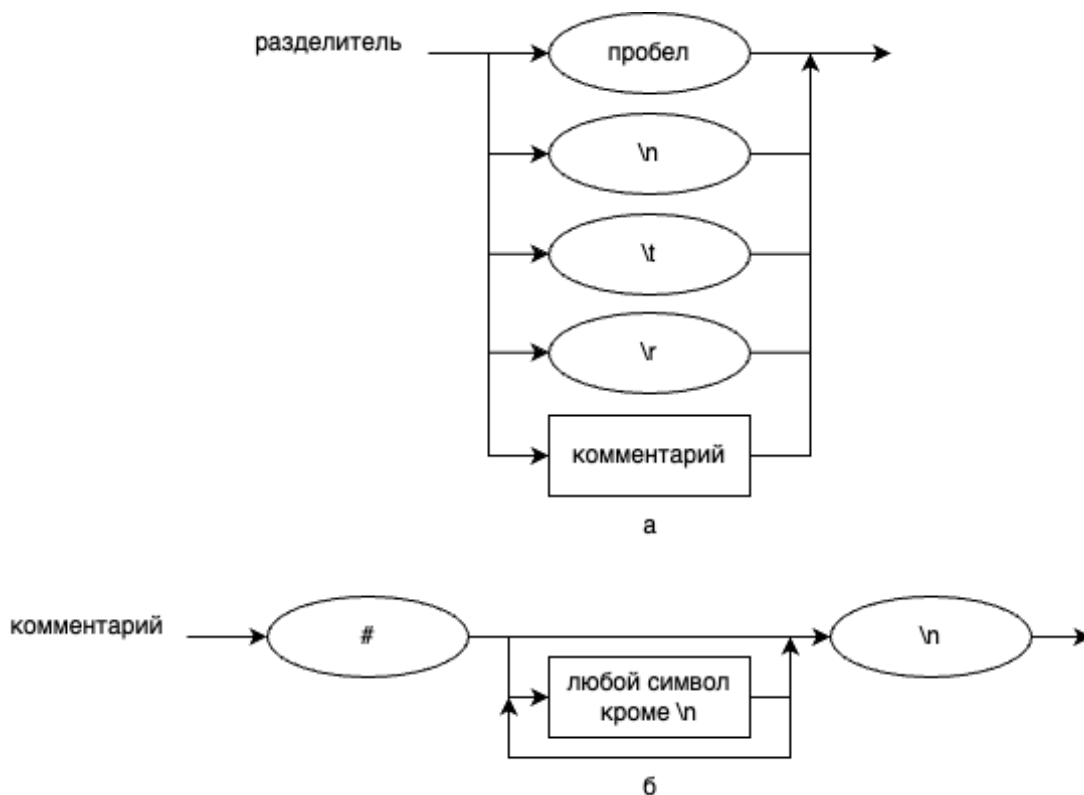 разделитель
пробел
\n
\t
\r
комментарий
а
комментарий
#
\n
любой символ
кроме \n
б